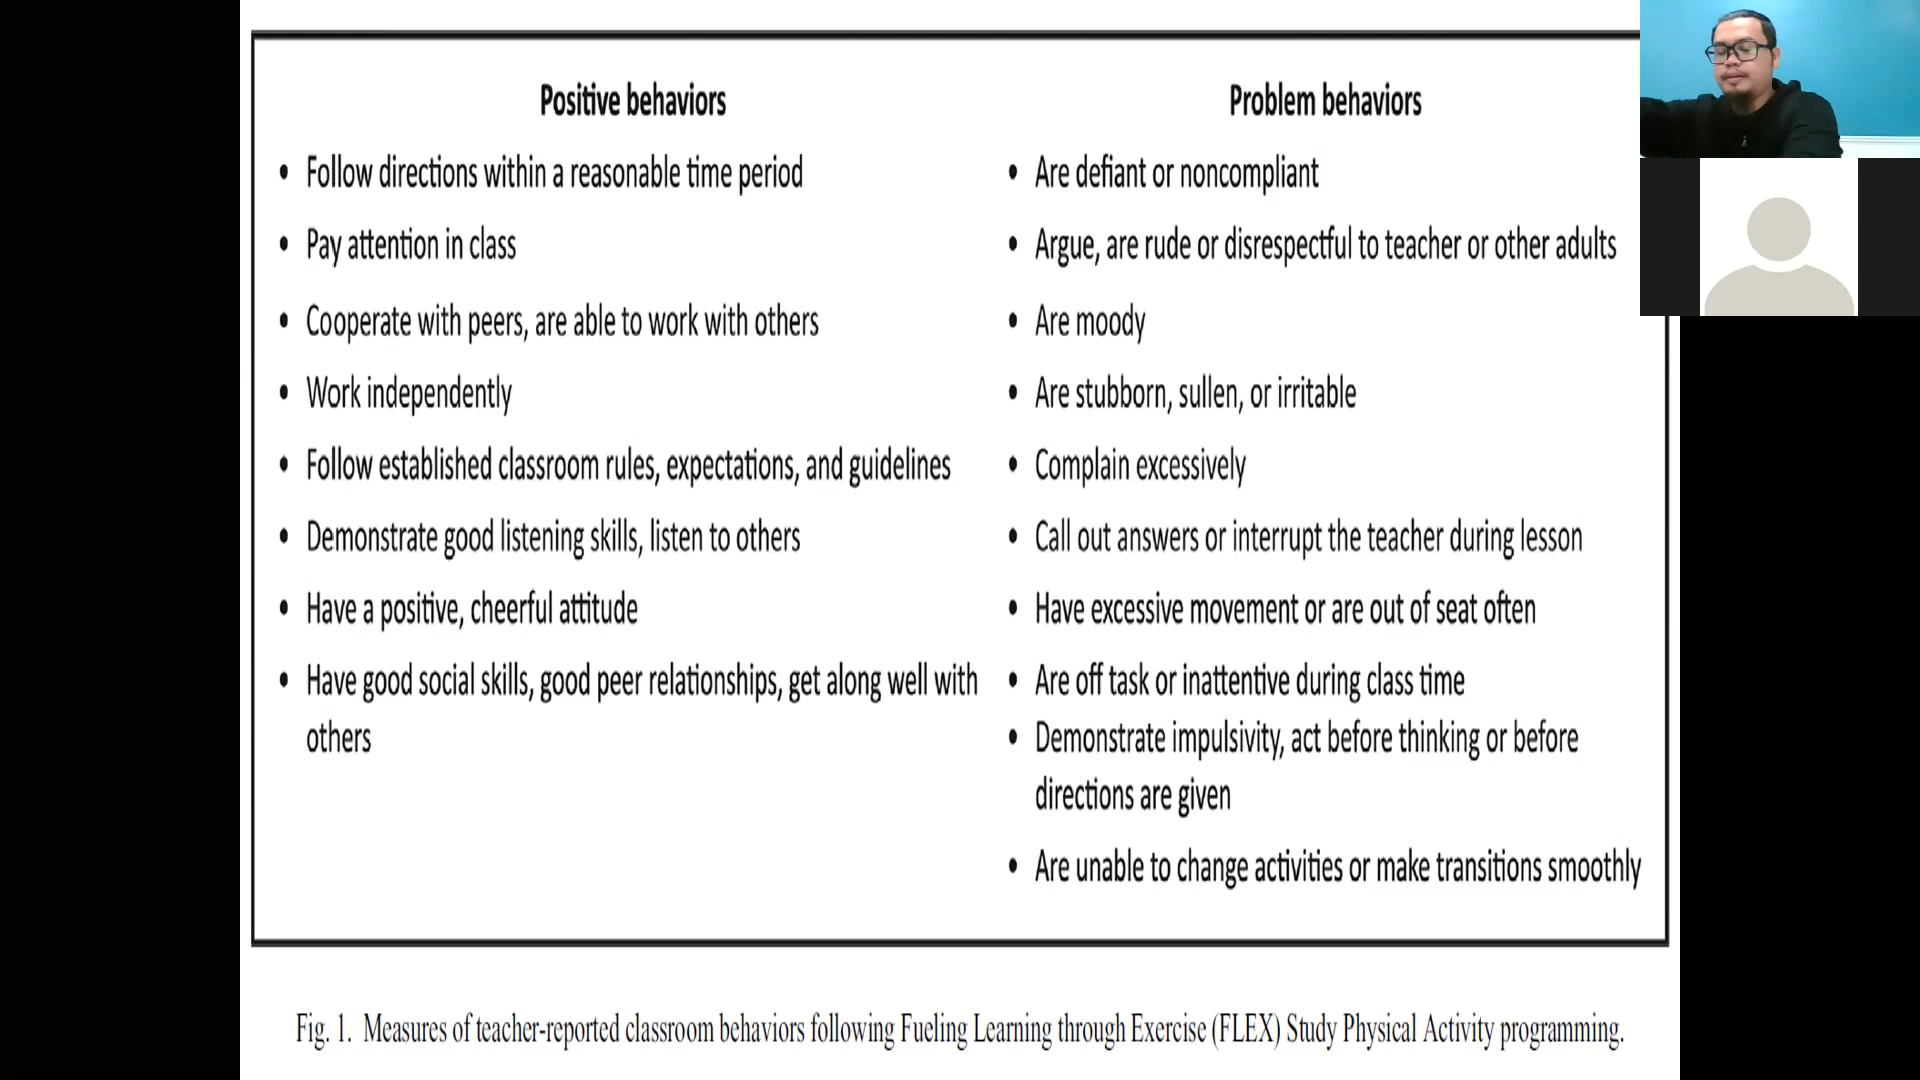 Positive behaviors
• Follow directions within a reasonable time period
• Pay attention in class
• Cooperate with peers, are able to work with others
• Work independently
• Follow established classroom rules, expectations, and guidelines
• Demonstrate good listening skills, listen to others
• Have a positive, cheerful attitude
• Have good social skills, good peer relationships, get along well with
others
Problem behaviors
• Are defiant or noncompliant
• Argue, are rude or disrespectful to teacher or other adults
• Are moody
• Are stubborn, sullen, or irritable
• Complain excessively
• Call out answers or interrupt the teacher during lesson
• Have excessive movement or are out of seat often
• Are off task or inattentive during class time
• Demonstrate impulsivity, act before thinking or before
directions are given
• Are unable to change activities or make transitions smoothly
Fig. 1. Measures of teacher-reported classroom behaviors following Fueling Learning through Exercise (FLEX) Study Physical Activity programming.